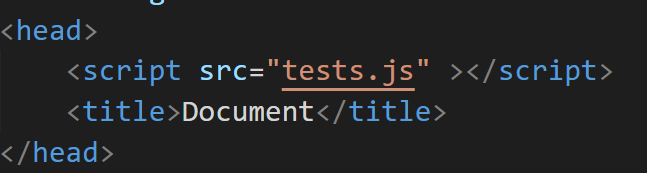 <head>
    <script src="tests.js" ></script>
    <title>Document</title>
</head>